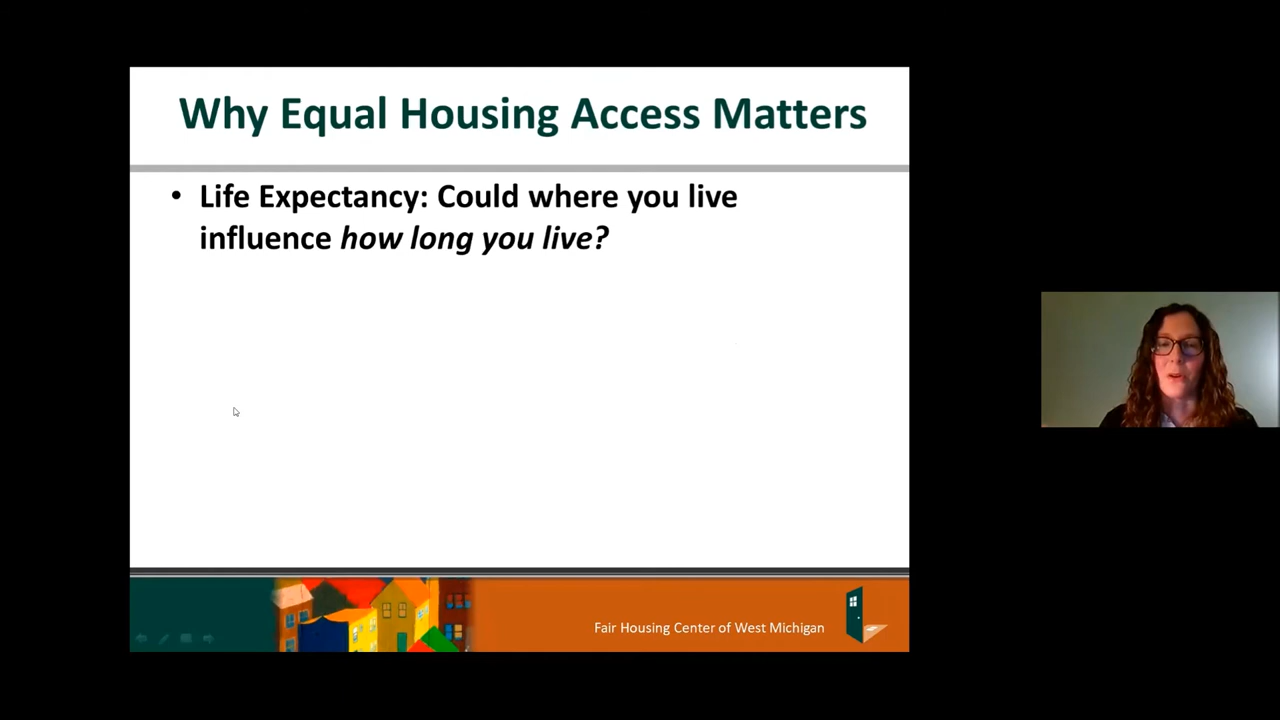 Why Equal Housing Access Matters
• Life Expectancy: Could where you live
influence how long you live?
Fair Housing Center of West Michigan